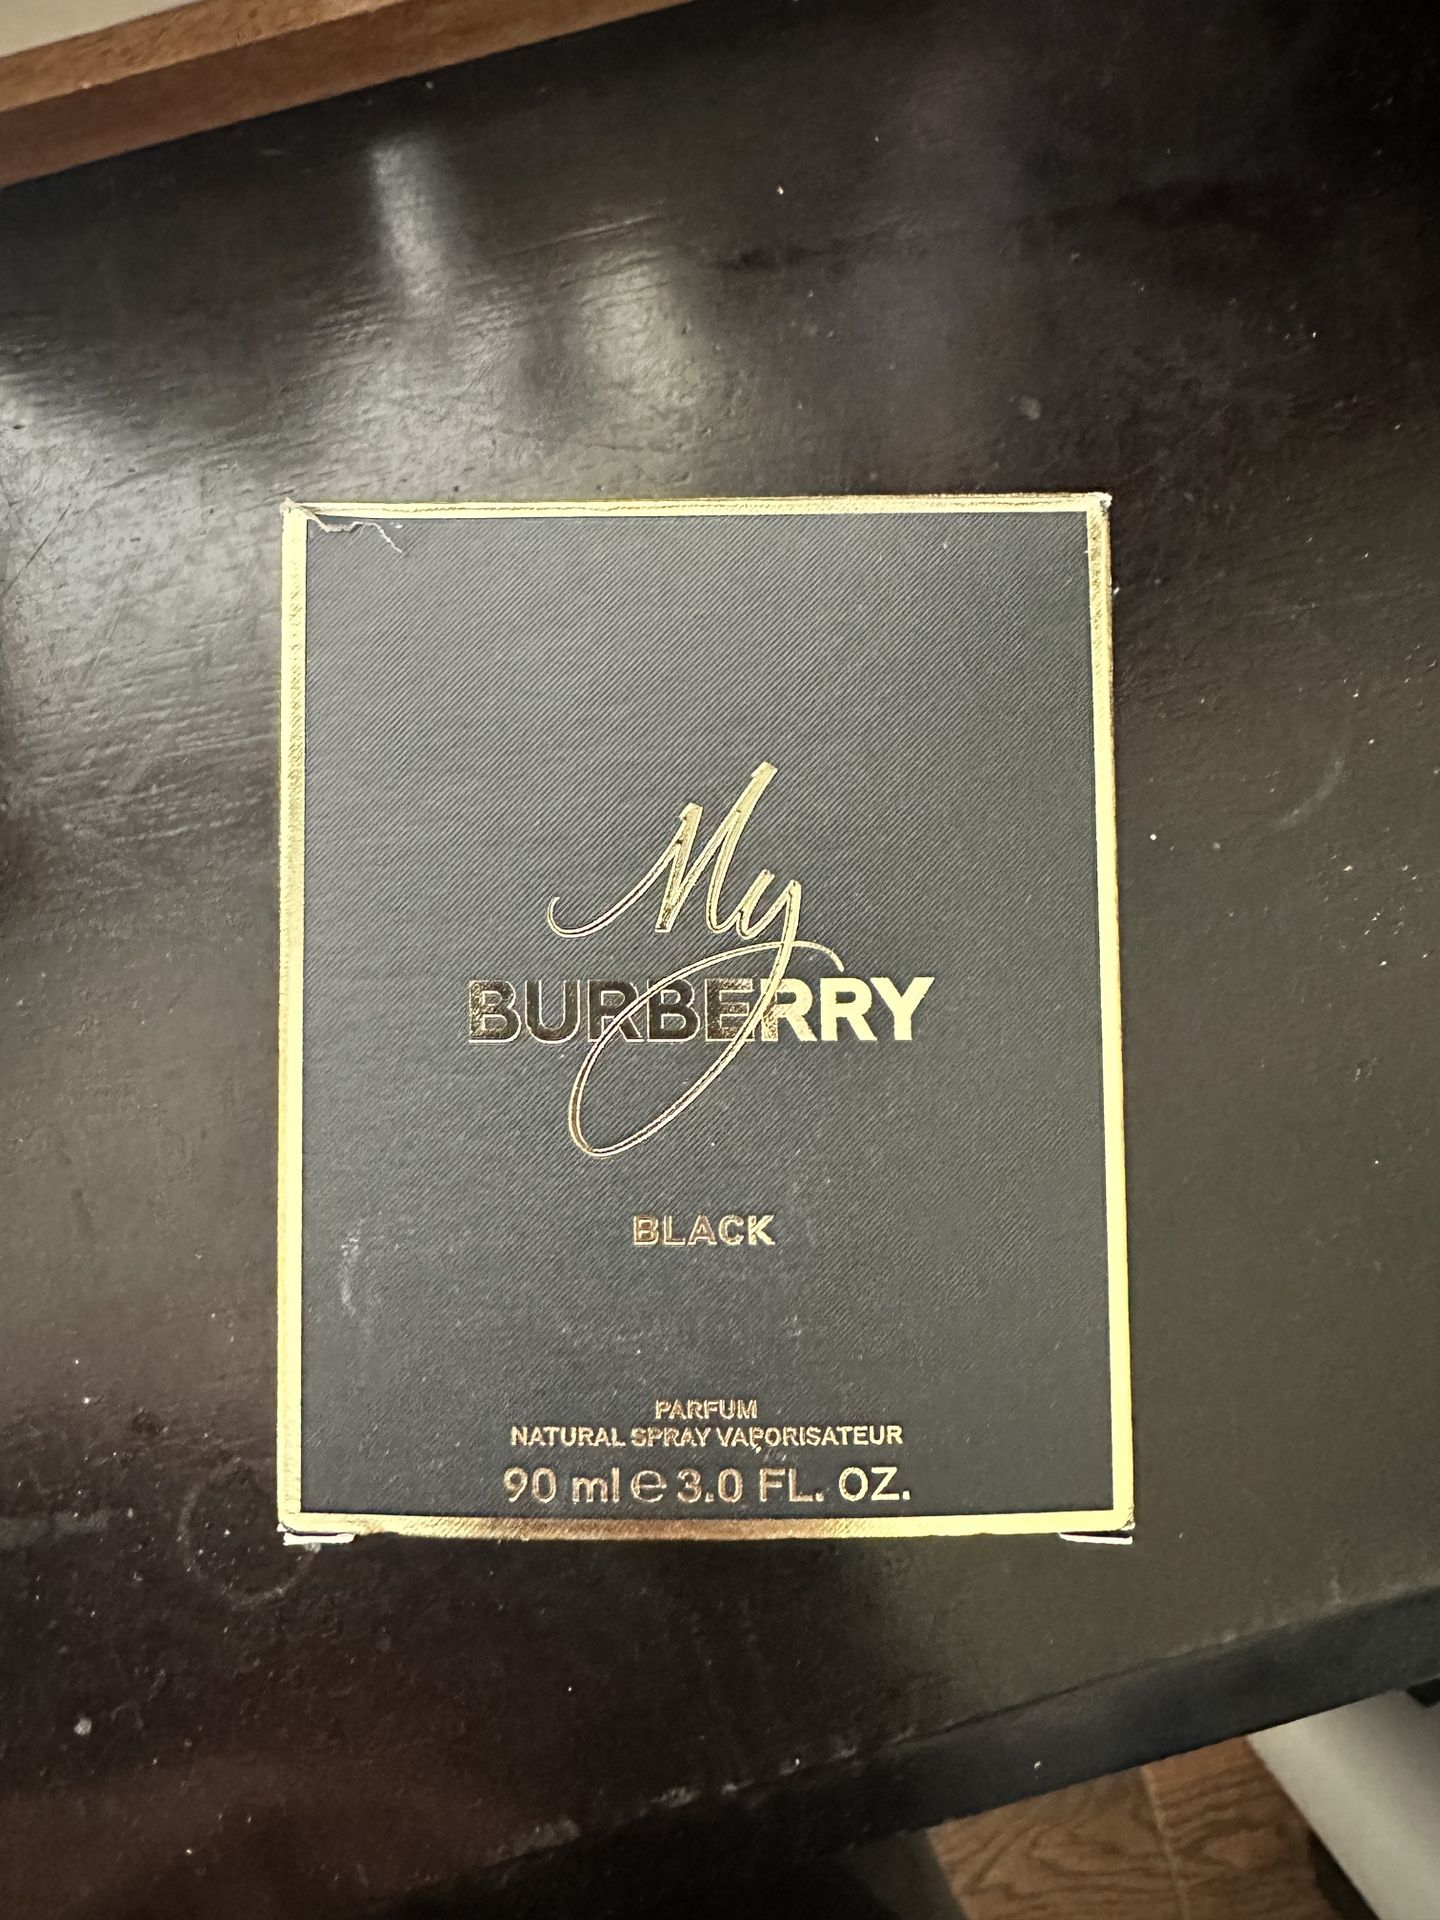 My
BURBERRY
BLACK
PARFUM
NATURAL SPRAY VAPORISATEUR
90 ml e 3.0 FL. OZ.